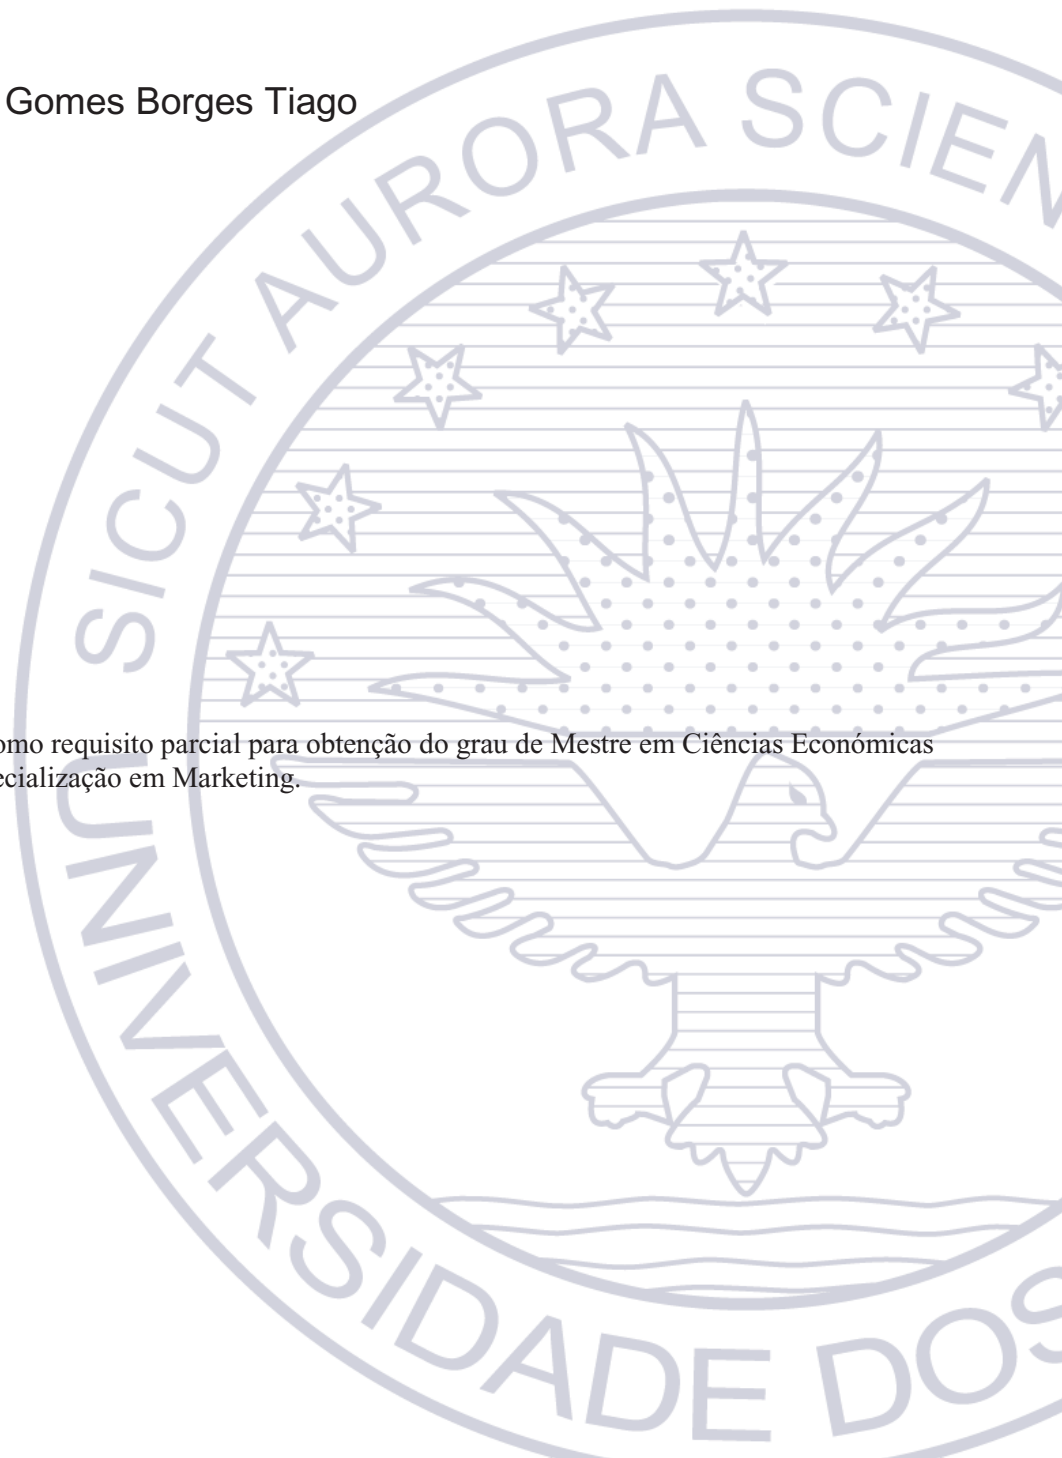 Gomes Borges Tiago
SICUT AURORA SCIEN
omo requisito parcial para obtenção do grau de Mestre em Ciências Económicas
ecialização em Marketing.
UNIVERSIDADE DOS